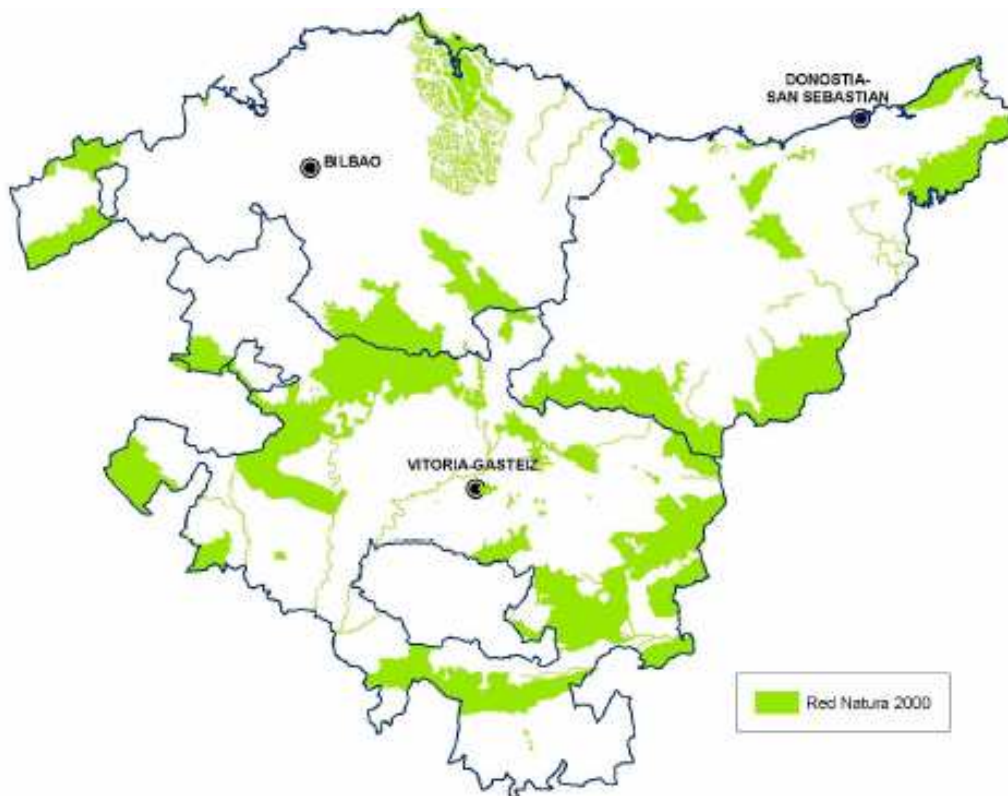 DONOSTIA-
SAN SEBASTIAN
BILBAO
VITORIA-GASTEIZ
Red Natura 2000